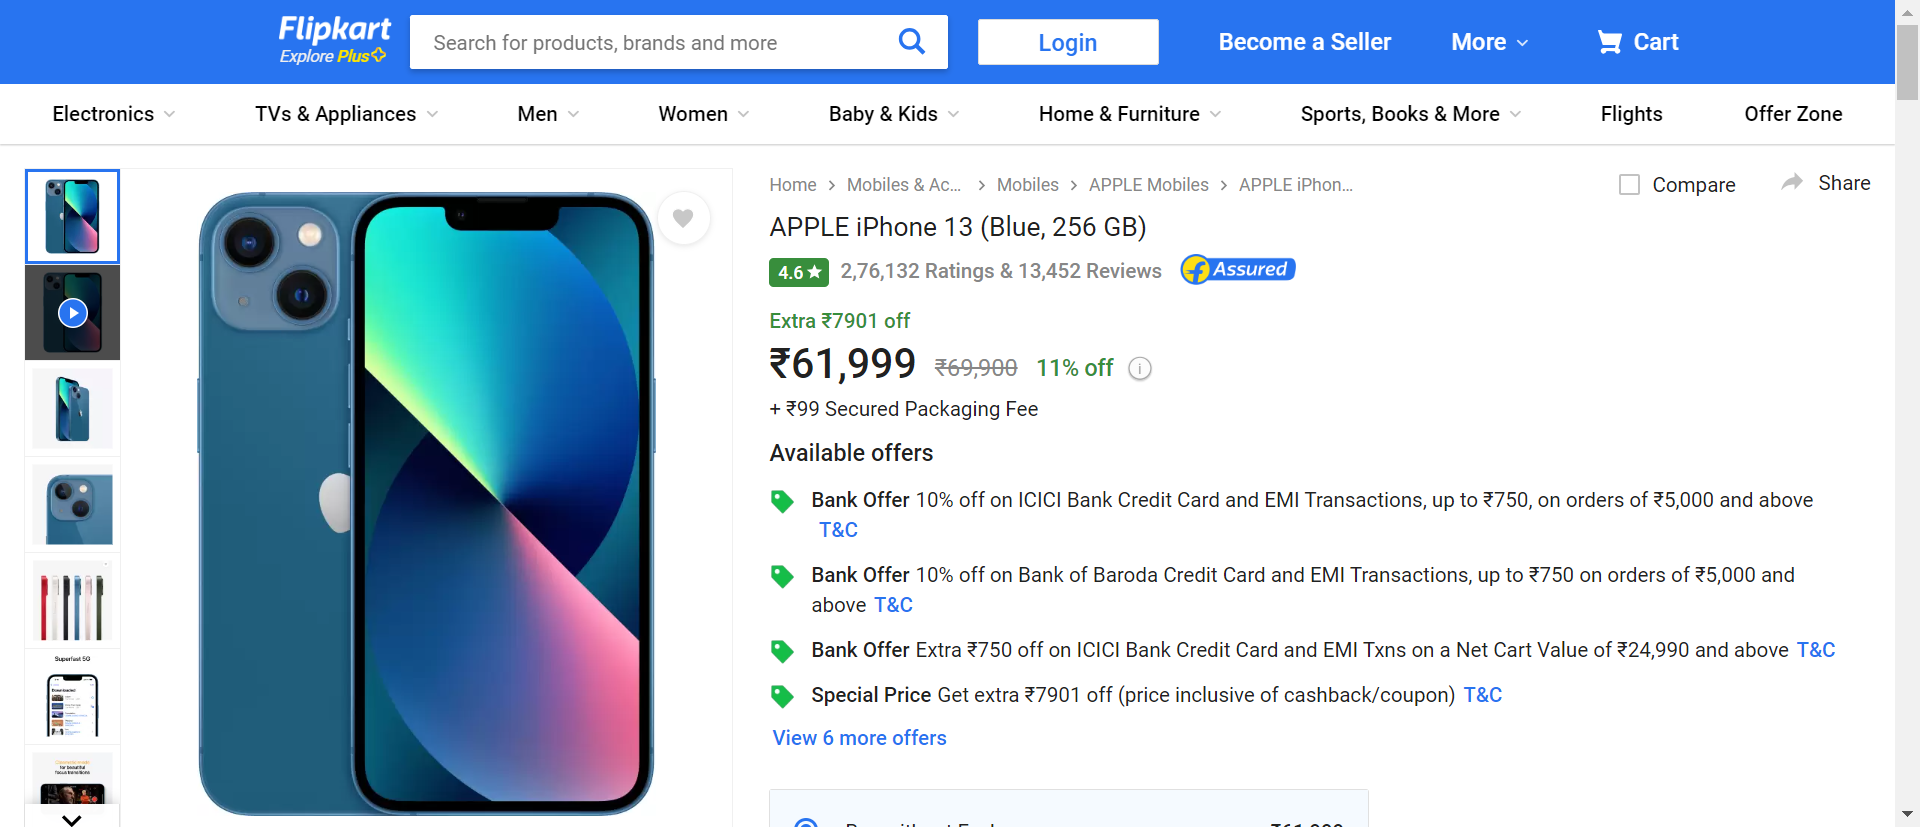 Flipkart
Explore Plus
Search for products, brands and more
Login
Become a Seller
More
Cart
Electronics
TVs & Appliances
Men
Women
Baby & Kids
Home & Furniture
Sports, Books & More
Flights
Offer Zone
Home
Mobiles & Ac...
Mobiles
APPLE Mobiles
APPLE iPhon...
Compare
Share
APPLE iPhone 13 (Blue, 256 GB)
4.6 ★ 2,76,132 Ratings & 13,452 Reviews Assured
Extra ₹7901 off
₹61,999 ₹69,900 11% off
+ ₹99 Secured Packaging Fee
Available offers
Bank Offer 10% off on ICICI Bank Credit Card and EMI Transactions, up to ₹750, on orders of ₹5,000 and above
T&C
Bank Offer 10% off on Bank of Baroda Credit Card and EMI Transactions, up to ₹750 on orders of ₹5,000 and
above T&C
Bank Offer Extra ₹750 off on ICICI Bank Credit Card and EMI Txns on a Net Cart Value of ₹24,990 and above T&C
Special Price Get extra ₹7901 off (price inclusive of cashback/coupon) T&C
View 6 more offers
Superfast 5G
for beautiful
focus transitions